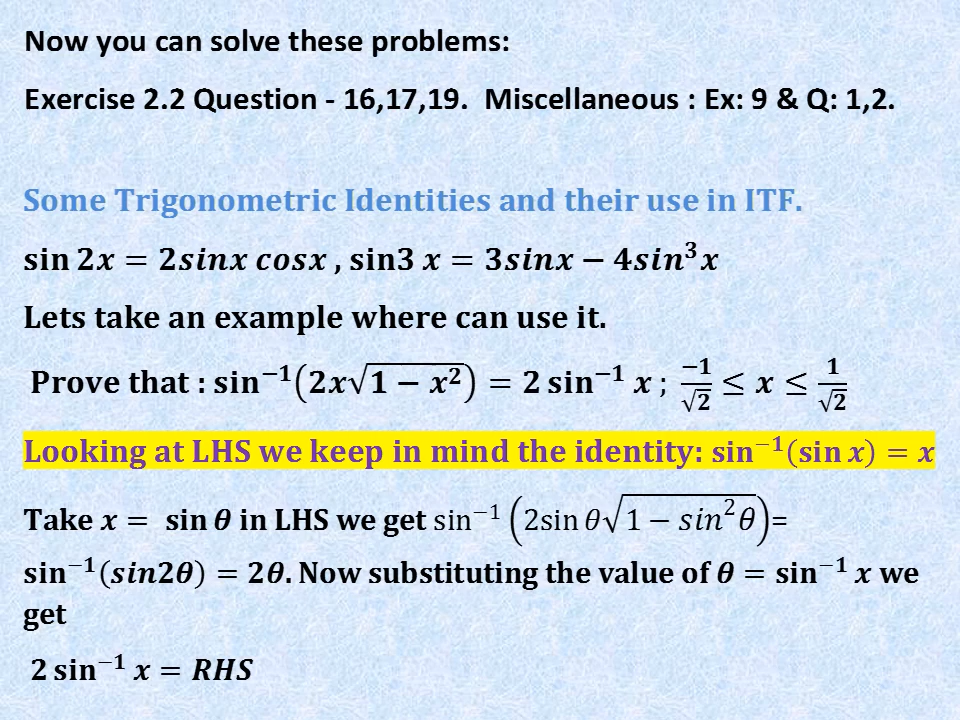 Now you can solve these problems:
Exercise 2.2 Question - 16,17,19.  Miscellaneous : Ex: 9 & Q: 1,2.
Some Trigonometric Identities and their use in ITF.
sin 2𝑥 = 2𝑠𝑖𝑛𝑥 𝑐𝑜𝑠𝑥 , sin3 𝑥 = 3𝑠𝑖𝑛𝑥 − 4𝑠𝑖𝑛³𝑥
Lets take an example where can use it.
Prove that : sin⁻¹(2𝑥√(1 − 𝑥²)) = 2 sin⁻¹ 𝑥 ; −1/√2 ≤ 𝑥 ≤ 1/√2
Looking at LHS we keep in mind the identity: sin⁻¹(sin 𝑥) = 𝑥
Take 𝑥 = sin 𝜃 in LHS we get sin⁻¹ (2sin 𝜃√(1 − 𝑠𝑖𝑛²𝜃))=
sin⁻¹(𝑠𝑖𝑛2𝜃) = 2𝜃. Now substituting the value of 𝜃 = sin⁻¹ 𝑥 we
get
2 sin⁻¹ 𝑥 = 𝑅𝐻𝑆